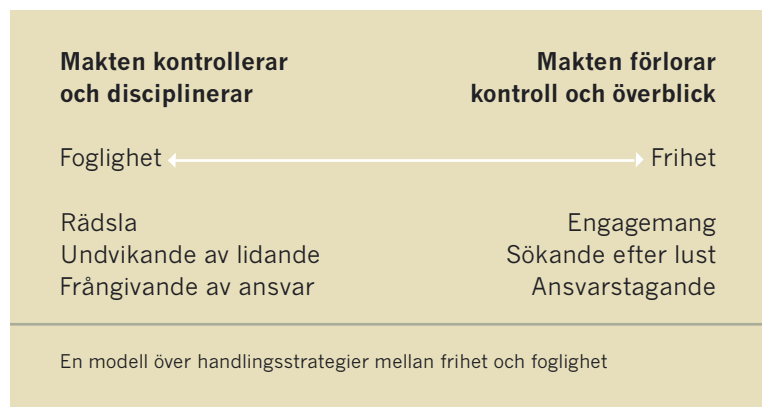 Makten kontrollerar
och disciplinerar
Makten förlorar
kontroll och överblick
Foglighet
Frihet
Rädsla
Undvikande av lidande
Frångivande av ansvar
Engagemang
Sökande efter lust
Ansvarstagande
En modell över handlingsstrategier mellan frihet och foglighet